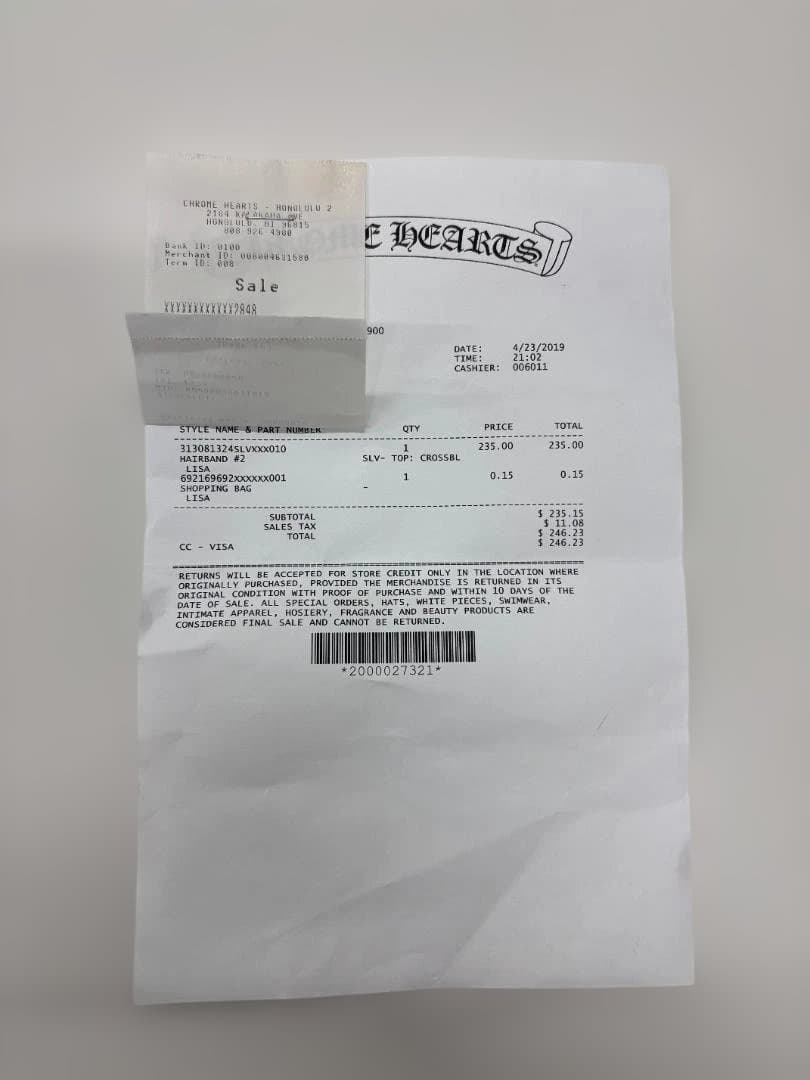 CHROME HEARTS - HONOLULU 2
HONOLULU, HI 96815
808 926 4900
Bank ID: 0100
Term ID: 008
Sale
XXXXXXXXXXXX2848
E HEARTS
900
DATE: 4/23/2019
TIME: 21:02
CASHIER: 006011
STYLE NAME & PART NUMBER QTY PRICE TOTAL
313081324SLVXXX010 1 235.00 235.00
HAIRBAND #2 SLV- TOP: CROSSBL
LISA
692169692XXXXXX001 1 0.15 0.15
SHOPPING BAG -
LISA
SUBTOTAL $ 235.15
SALES TAX $ 11.08
TOTAL $ 246.23
CC - VISA $ 246.23
RETURNS WILL BE ACCEPTED FOR STORE CREDIT ONLY IN THE LOCATION WHERE
ORIGINALLY PURCHASED, PROVIDED THE MERCHANDISE IS RETURNED IN ITS
ORIGINAL CONDITION WITH PROOF OF PURCHASE AND WITHIN 10 DAYS OF THE
DATE OF SALE. ALL SPECIAL ORDERS, HATS, WHITE PIECES, SWIMWEAR,
INTIMATE APPAREL, HOSIERY, FRAGRANCE AND BEAUTY PRODUCTS ARE
CONSIDERED FINAL SALE AND CANNOT BE RETURNED.
*2000027321*